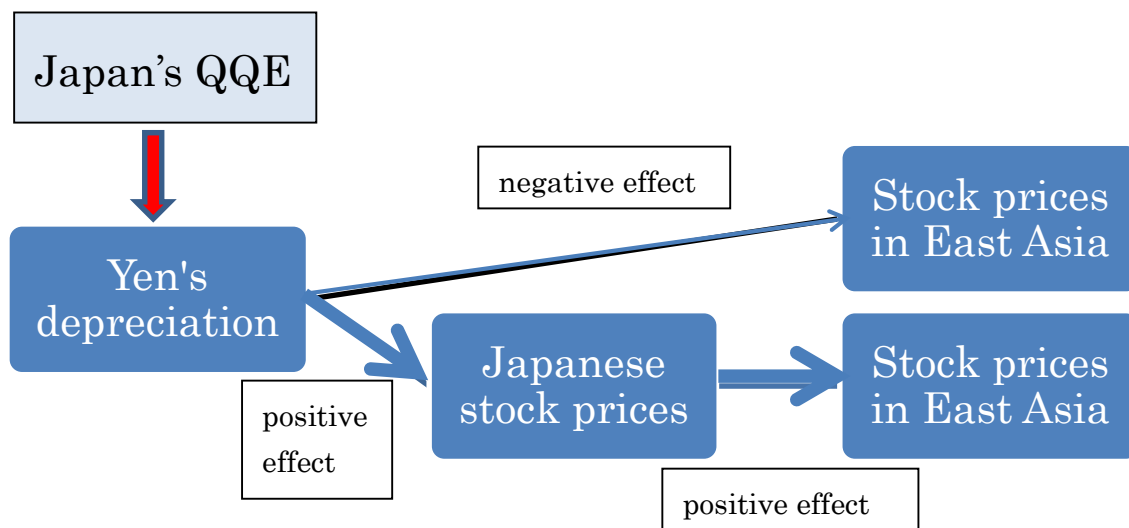 Japan’s QQE
negative effect
Stock prices
in East Asia
Yen's
depreciation
Japanese
stock prices
Stock prices
in East Asia
positive
effect
positive effect